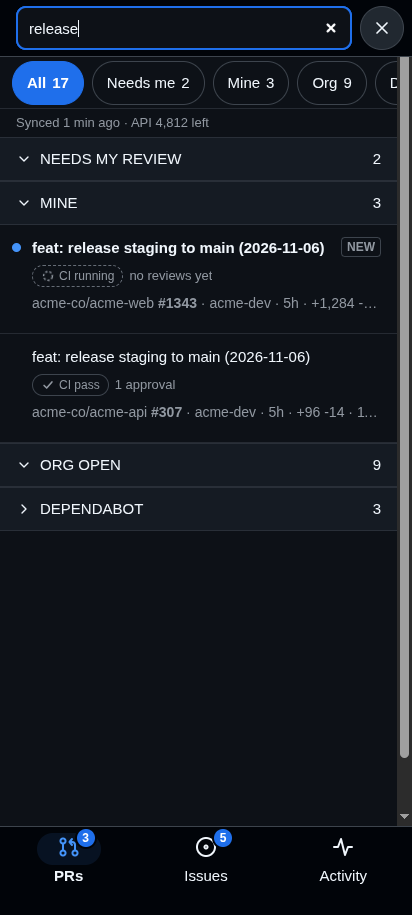 release
All 17
Needs me 2
Mine 3
Org 9
D
Synced 1 min ago · API 4,812 left
NEEDS MY REVIEW 2
MINE 3
feat: release staging to main (2026-11-06) NEW
CI running no reviews yet
acme-co/acme-web #1343 · acme-dev · 5h · +1,284 -…
feat: release staging to main (2026-11-06)
CI pass 1 approval
acme-co/acme-api #307 · acme-dev · 5h · +96 -14 · 1…
ORG OPEN 9
DEPENDABOT 3
3
PRs
5
Issues
Activity